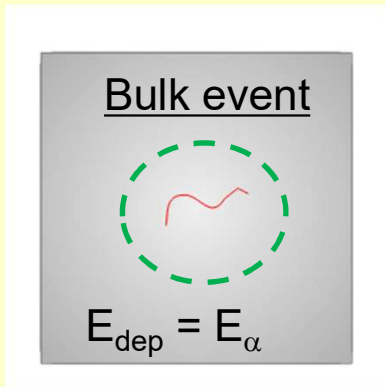 Bulk event
E_dep = E_α